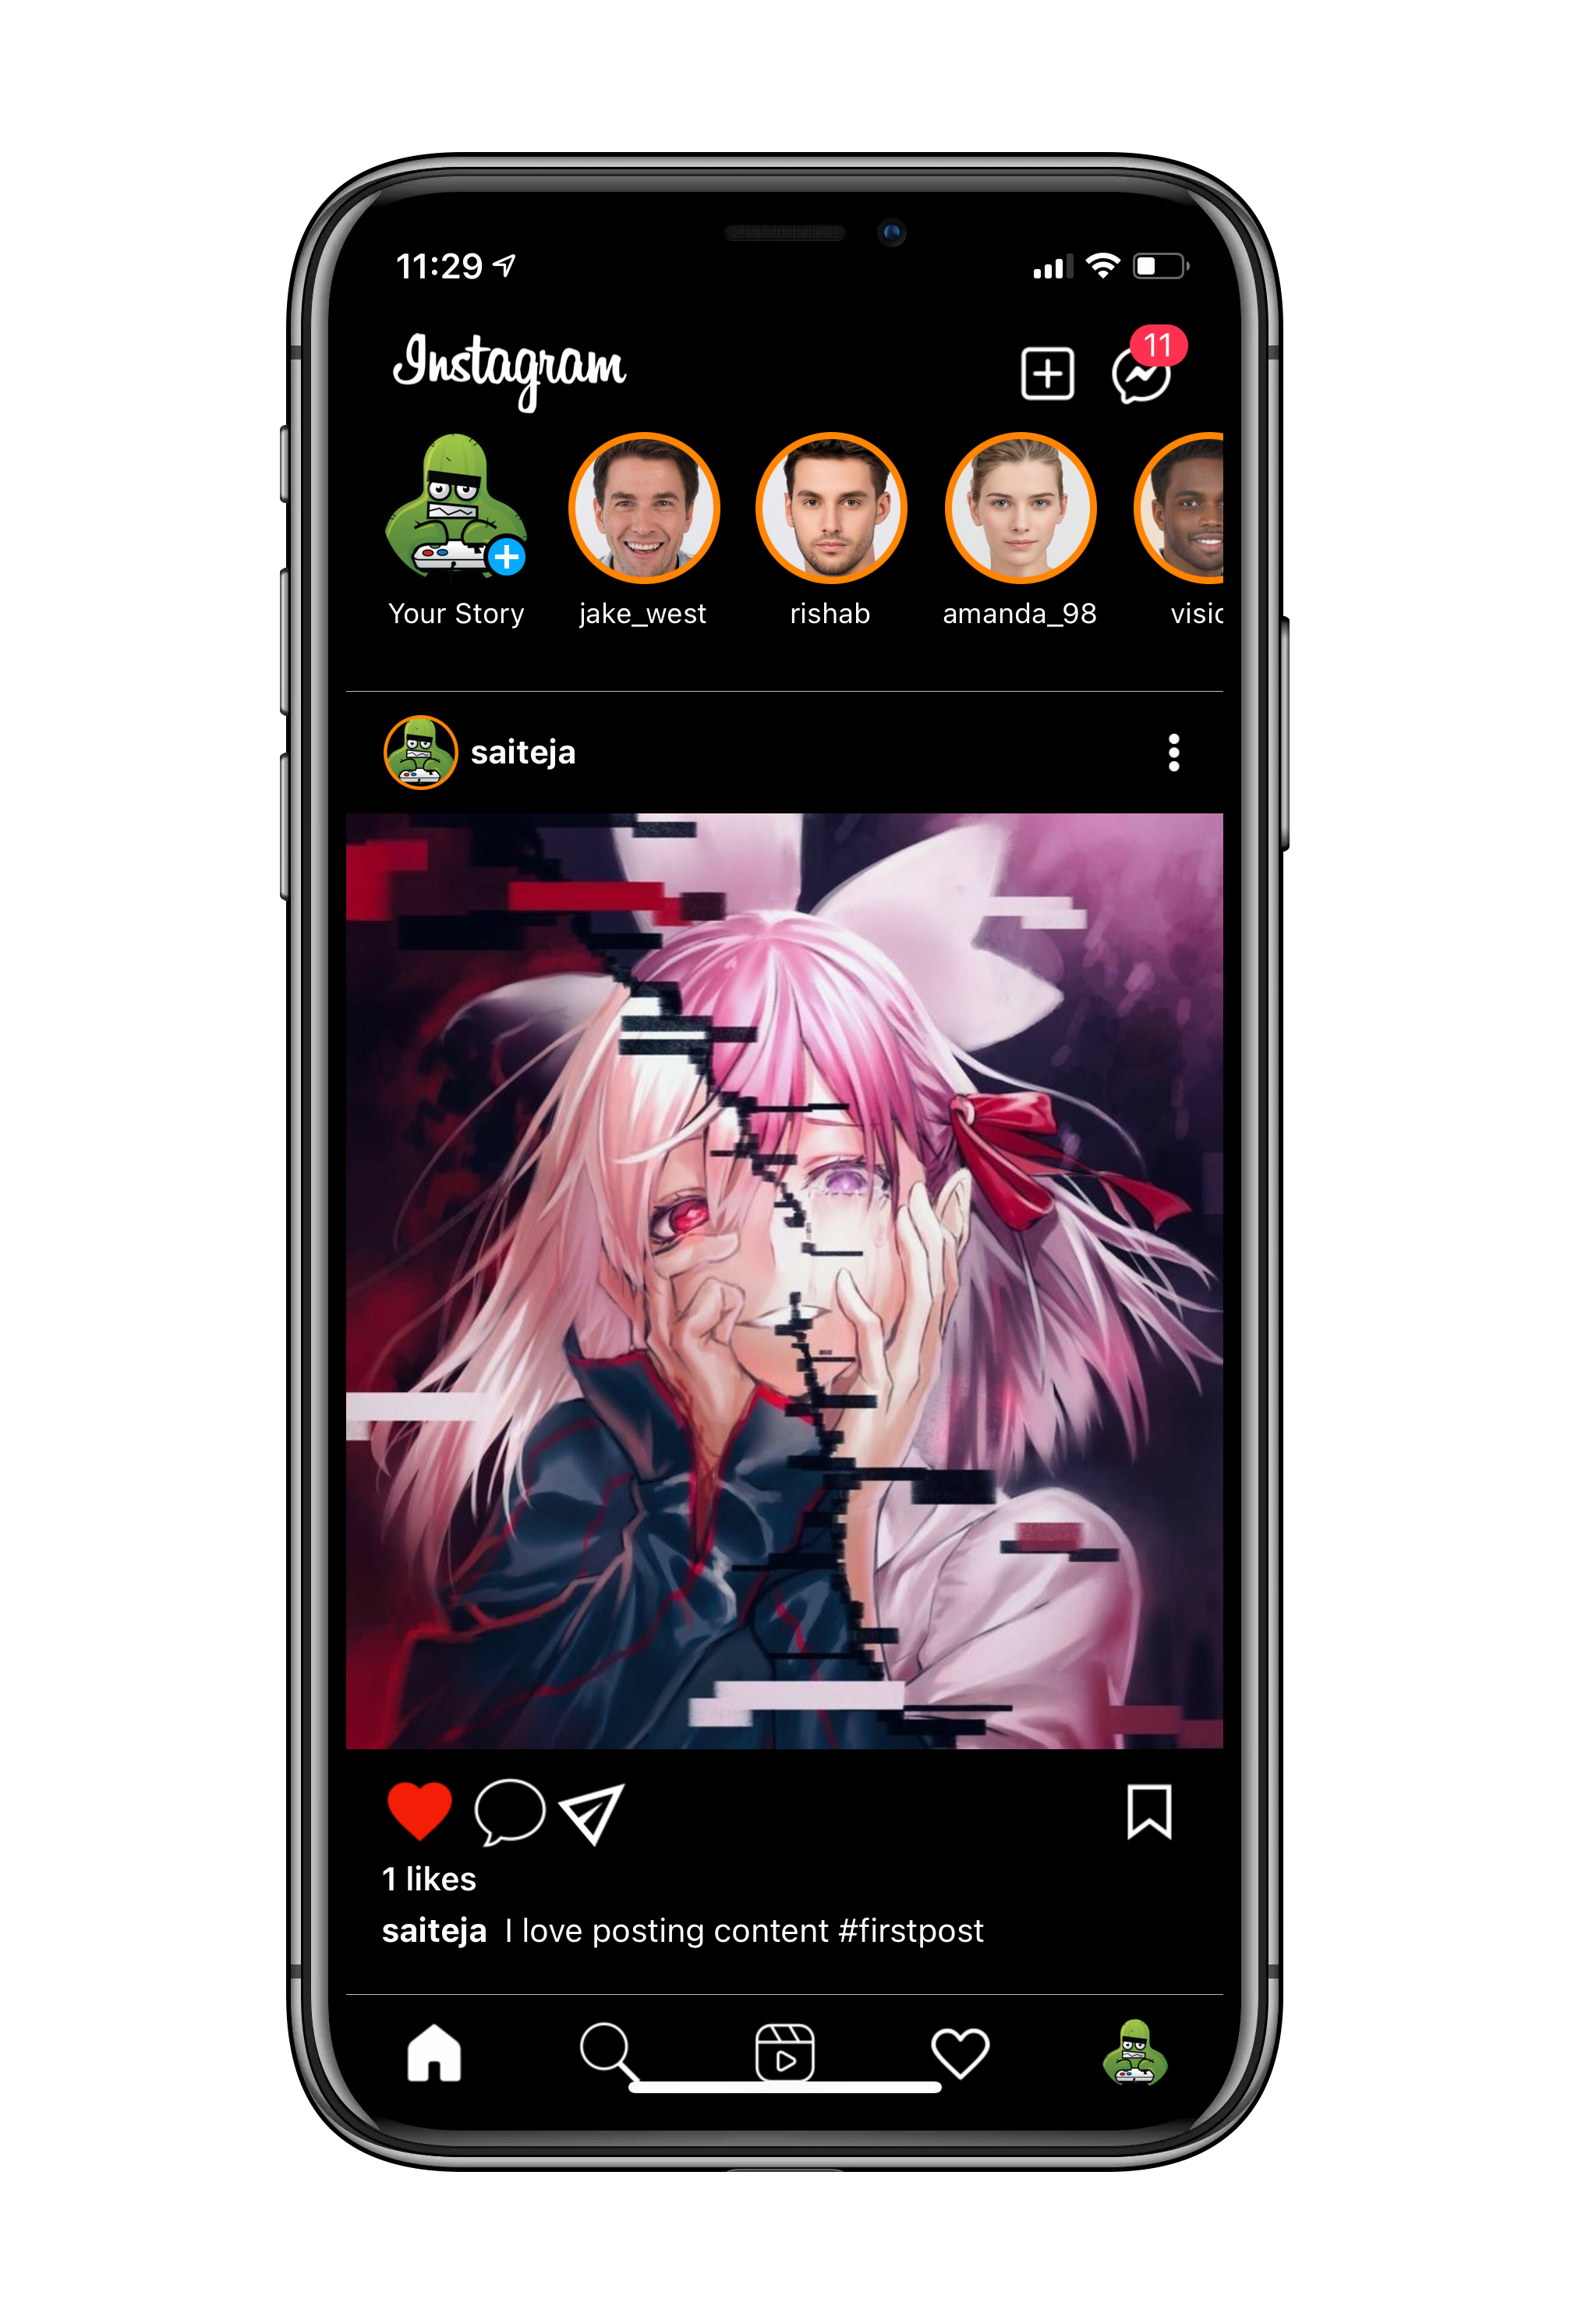 11:29
Instagram
11
Your Story
jake_west
rishab
amanda_98
visic
saiteja
1 likes
saiteja I love posting content #firstpost